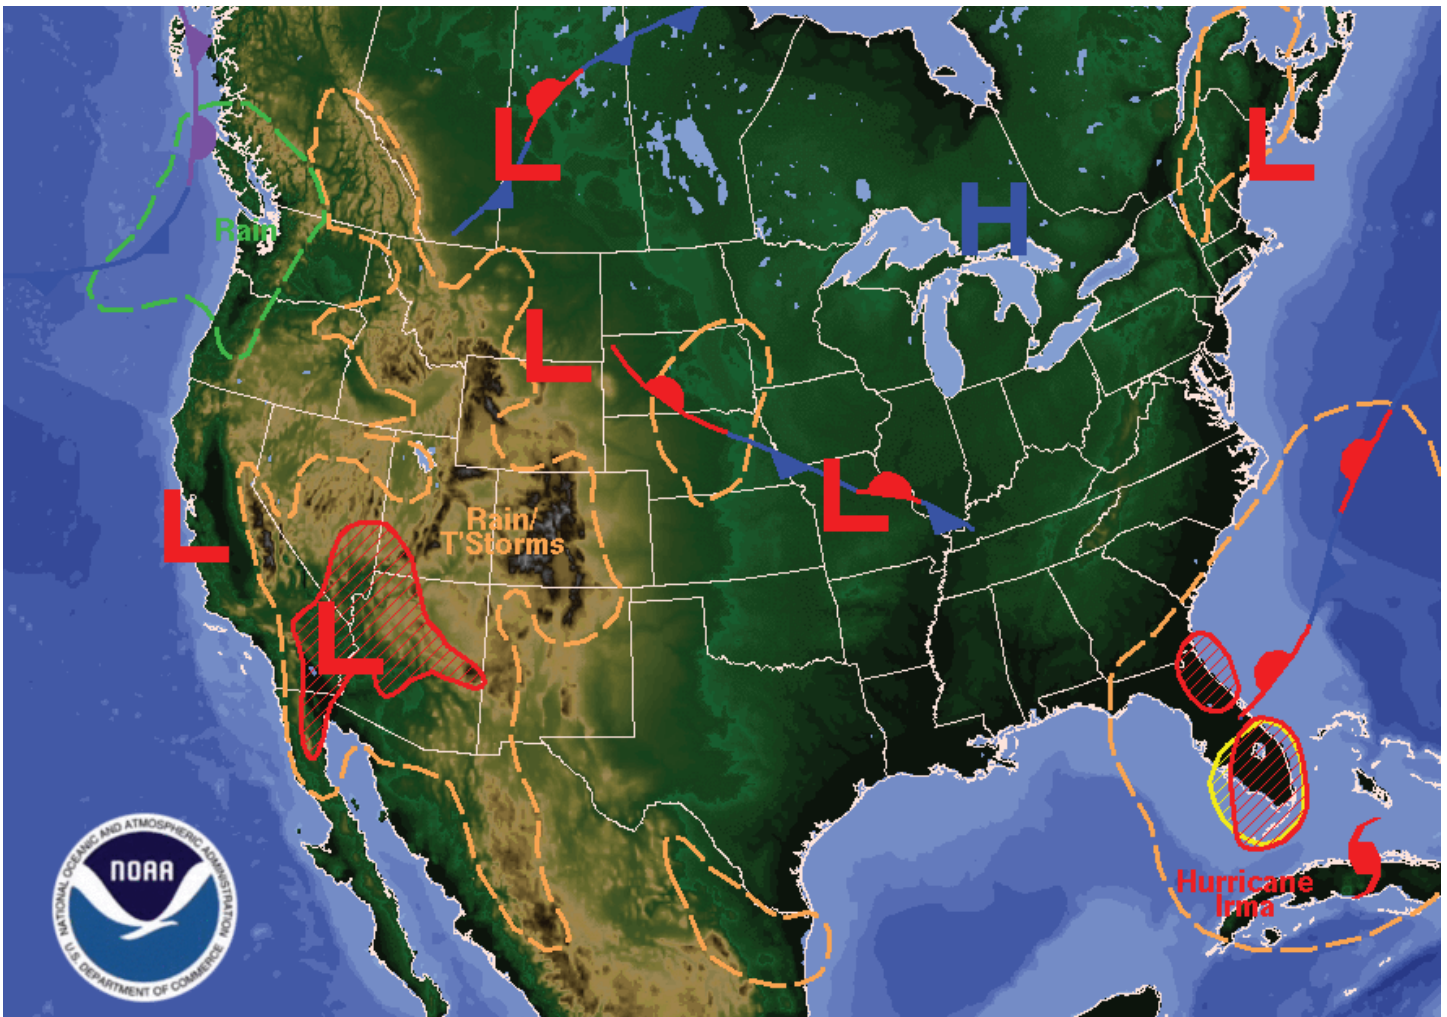 L
L
H
Rain
L
L
L
Rain/
T'Storms
L
Hurricane
Irma
NATIONAL OCEANIC AND ATMOSPHERIC ADMINISTRATION
NOAA
U.S. DEPARTMENT OF COMMERCE